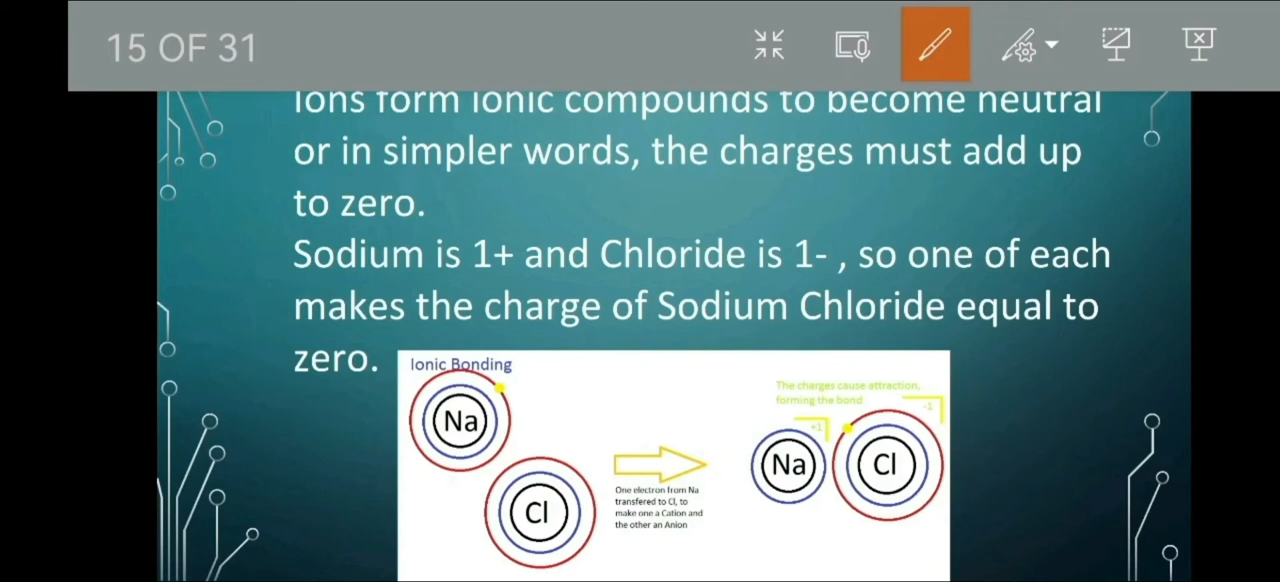 15 OF 31
Ions form ionic compounds to become neutral
or in simpler words, the charges must add up
to zero.
Sodium is 1+ and Chloride is 1- , so one of each
makes the charge of Sodium Chloride equal to
zero.
Ionic Bonding
Na
Cl
One electron from Na
transfered to Cl, to
make one a Cation and
the other an Anion
The charges cause attraction,
forming the bond
+1
-1
Na
Cl